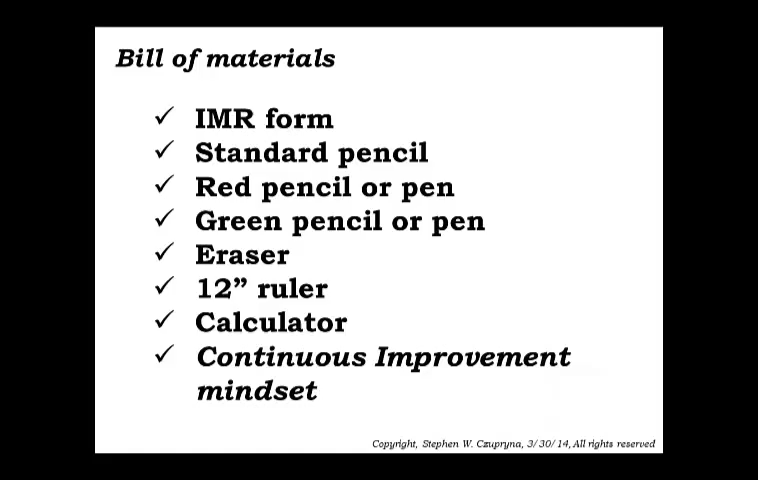 Bill of materials
✓ IMR form
✓ Standard pencil
✓ Red pencil or pen
✓ Green pencil or pen
✓ Eraser
✓ 12” ruler
✓ Calculator
✓ Continuous Improvement
mindset
Copyright, Stephen W. Czupryna, 3/30/14, All rights reserved